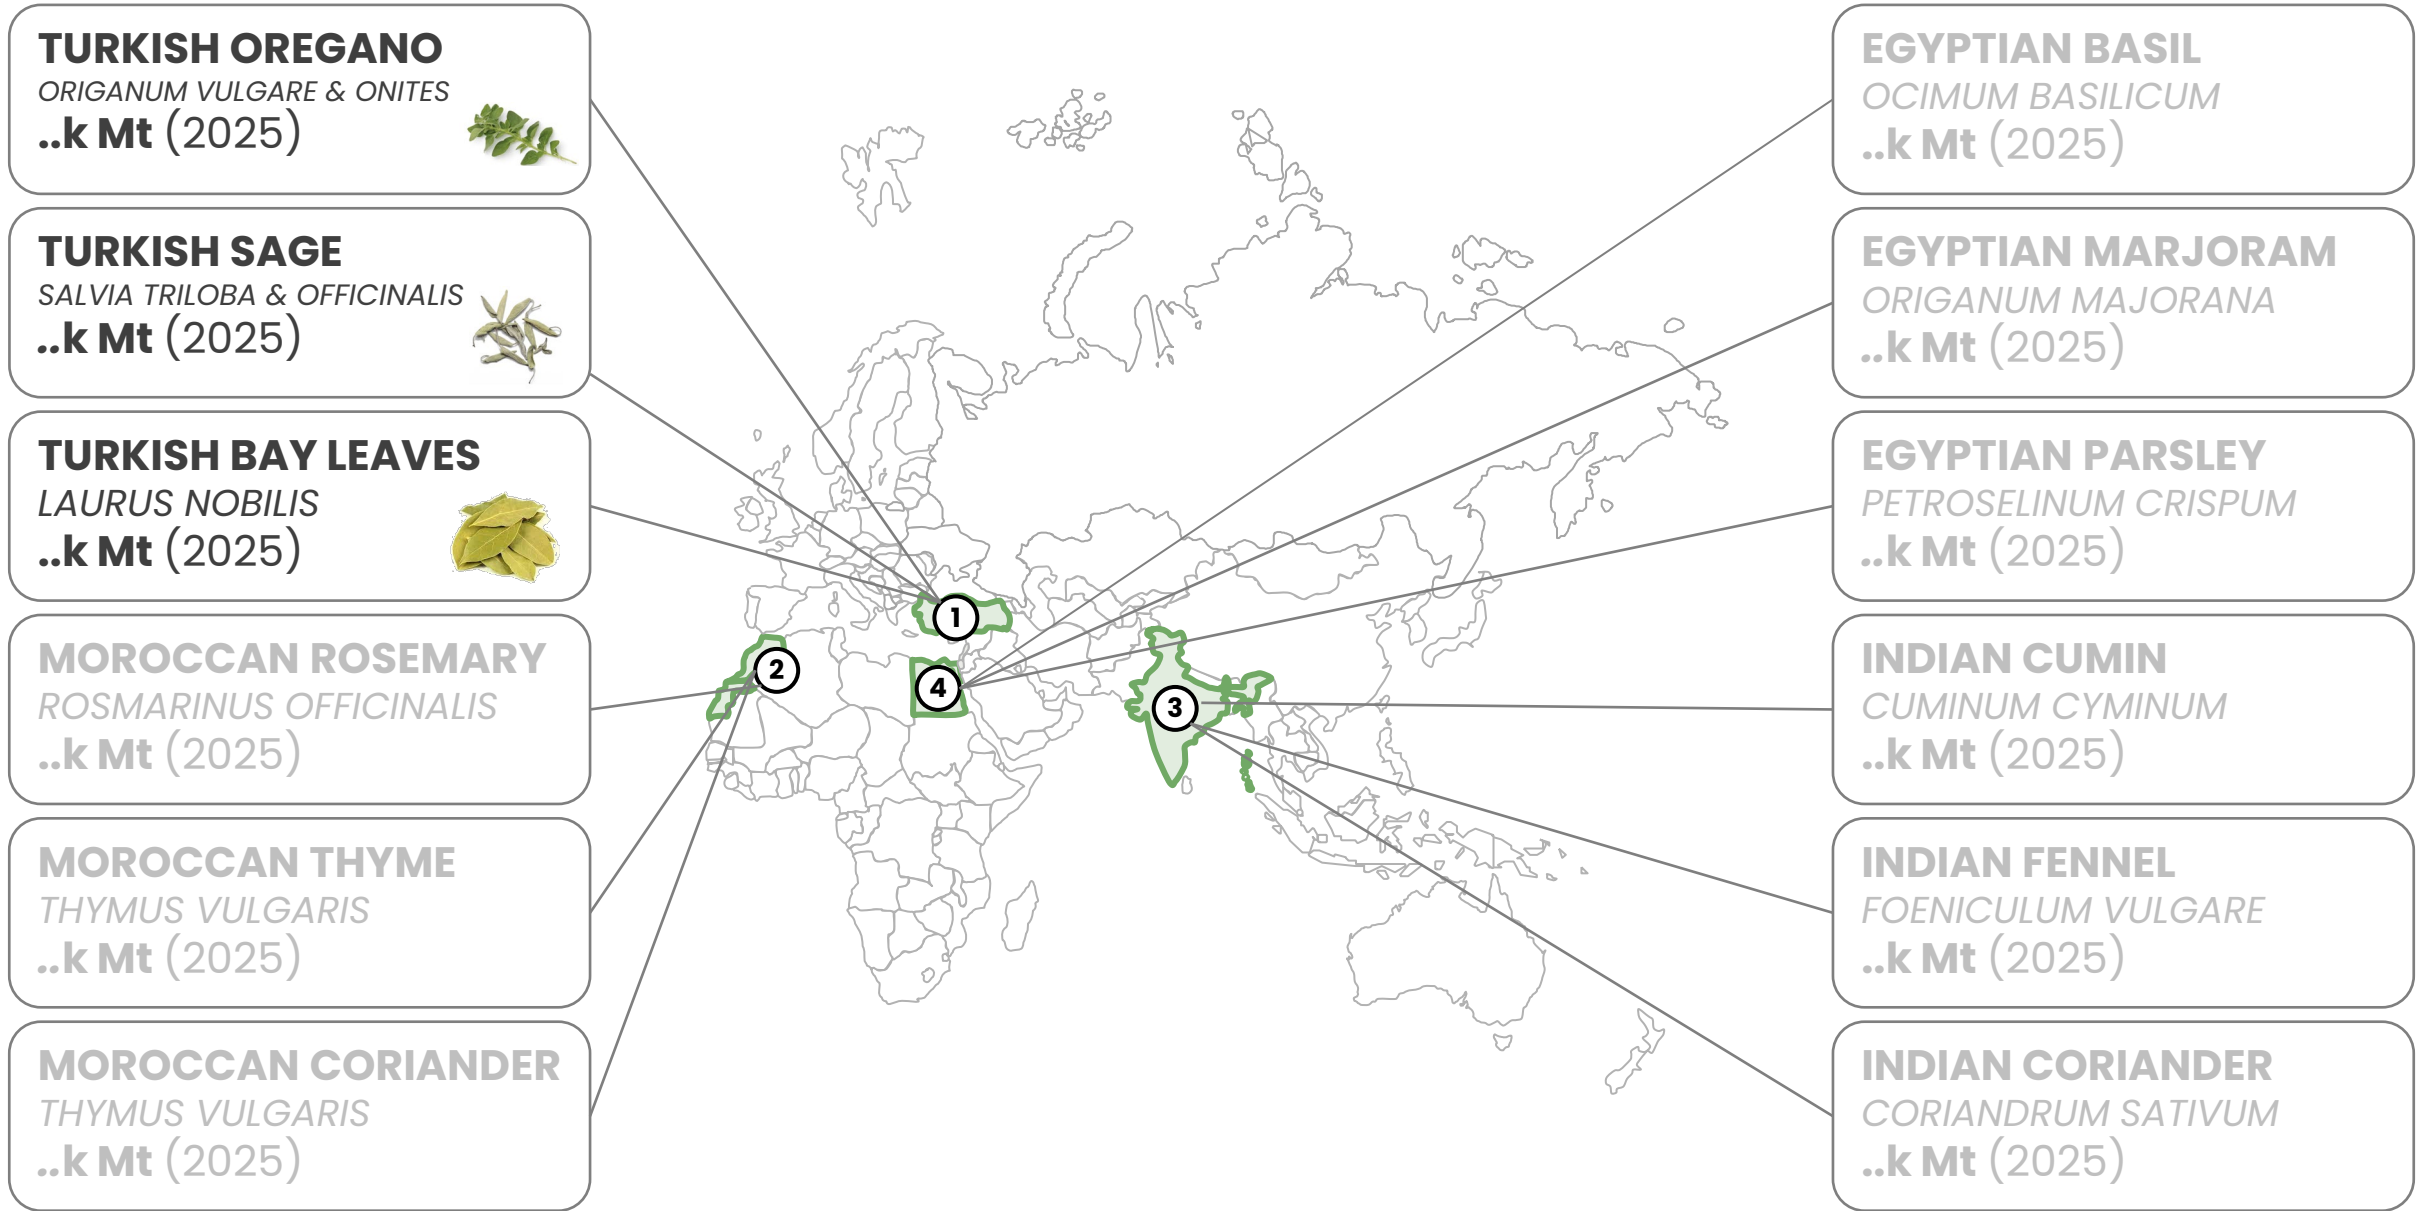 TURKISH OREGANO
ORIGANUM VULGARE & ONITES
..k Mt (2025)
TURKISH SAGE
SALVIA TRILOBA & OFFICINALIS
..k Mt (2025)
TURKISH BAY LEAVES
LAURUS NOBILIS
..k Mt (2025)
MOROCCAN ROSEMARY
ROSMARINUS OFFICINALIS
..k Mt (2025)
MOROCCAN THYME
THYMUS VULGARIS
..k Mt (2025)
MOROCCAN CORIANDER
THYMUS VULGARIS
..k Mt (2025)
1
2
4
3
EGYPTIAN BASIL
OCIMUM BASILICUM
..k Mt (2025)
EGYPTIAN MARJORAM
ORIGANUM MAJORANA
..k Mt (2025)
EGYPTIAN PARSLEY
PETROSELINUM CRISPUM
..k Mt (2025)
INDIAN CUMIN
CUMINUM CYMINUM
..k Mt (2025)
INDIAN FENNEL
FOENICULUM VULGARE
..k Mt (2025)
INDIAN CORIANDER
CORIANDRUM SATIVUM
..k Mt (2025)